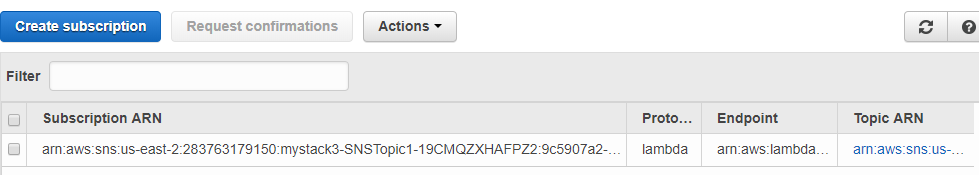 Create subscription Request confirmations Actions
Filter
Subscription ARN Proto... Endpoint Topic ARN
arn:aws:sns:us-east-2:283763179150:mystack3-SNSTopic1-19CMQZXHAFPZ2:9c5907a2-... lambda arn:aws:lambda... arn:aws:sns:us-...